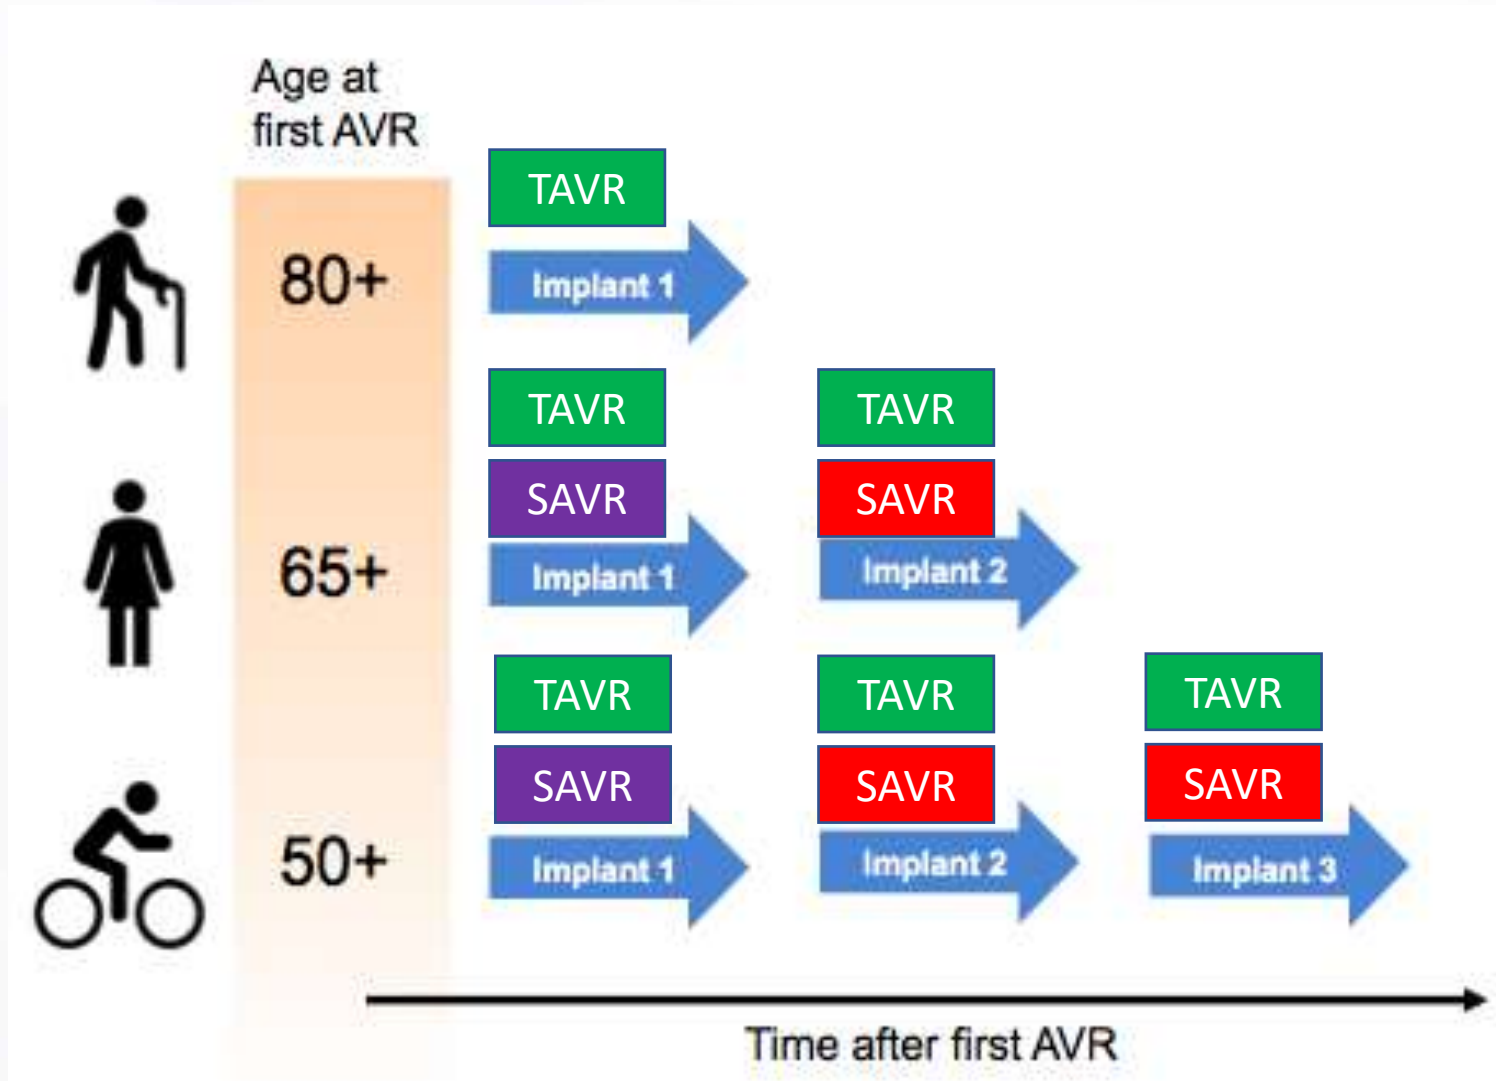 Age at
first AVR
TAVR
80+
Implant 1
TAVR
TAVR
SAVR
SAVR
65+
Implant 1
Implant 2
TAVR
TAVR
TAVR
SAVR
SAVR
SAVR
50+
Implant 1
Implant 2
Implant 3
Time after first AVR